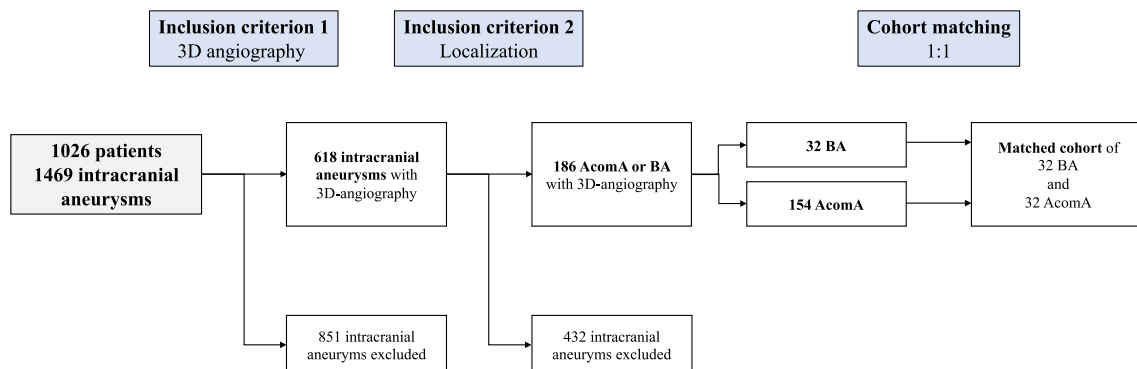 Inclusion criterion 1
3D angiography
Inclusion criterion 2
Localization
Cohort matching
1:1
1026 patients
1469 intracranial
aneurysms
618 intracranial
aneurysms with
3D-angiography
186 AcomA or BA
with 3D-angiography
32 BA
154 AcomA
Matched cohort of
32 BA
and
32 AcomA
851 intracranial
aneuryms excluded
432 intracranial
aneuryms excluded